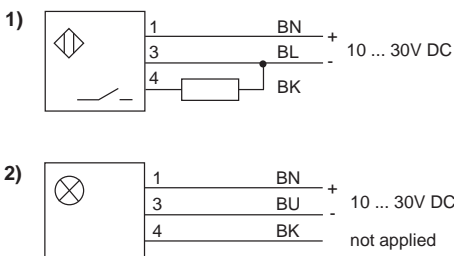 1)
1 BN +
3 BL - 10 ... 30V DC
4 BK
2)
1 BN +
3 BU - 10 ... 30V DC
4 BK not applied